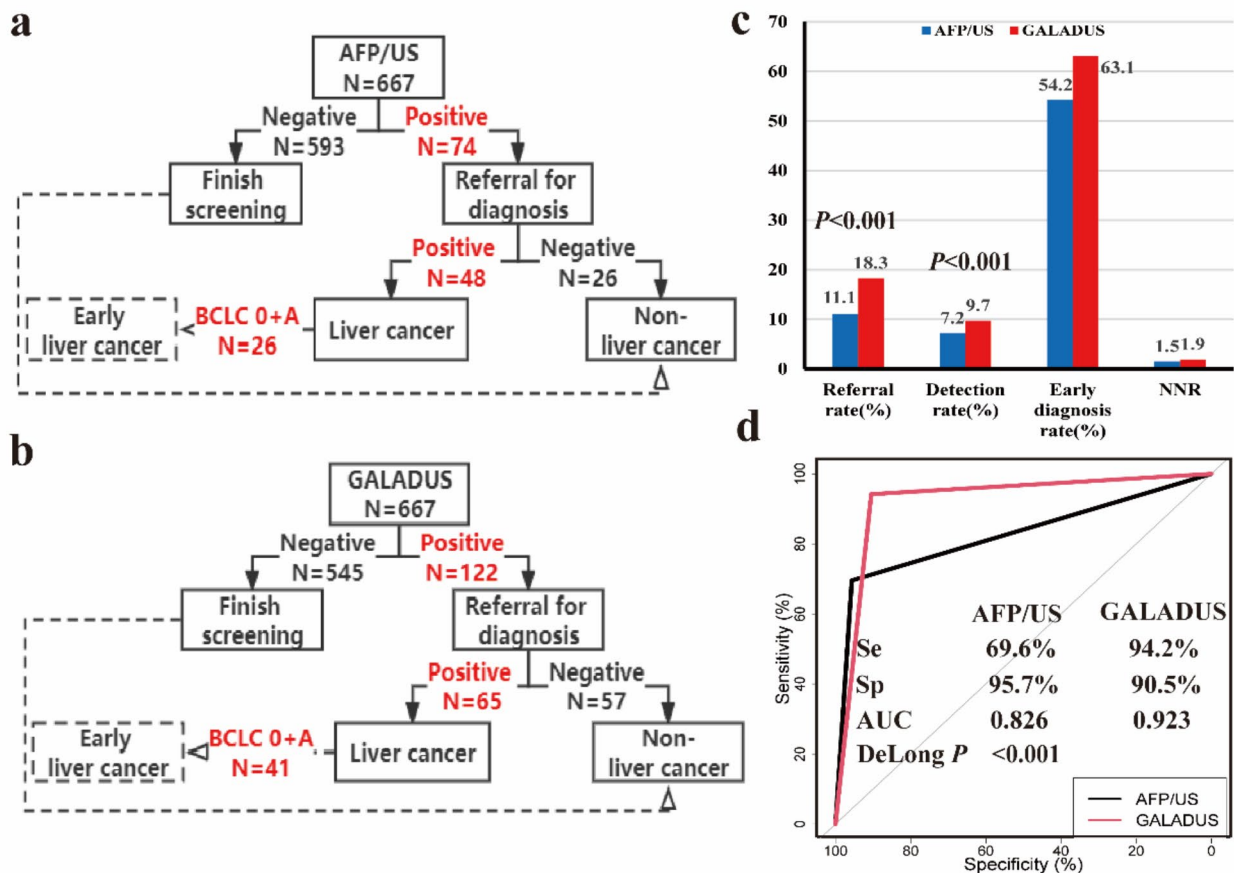 a
AFP/US
N=667
Negative
N=593
Positive
N=74
Finish
screening
Referral for
diagnosis
Positive
N=48
Negative
N=26
Early
liver cancer
BCLC 0+A
N=26
Liver cancer
Non-
liver cancer
b
GALADUS
N=667
Negative
N=545
Positive
N=122
Finish
screening
Referral for
diagnosis
Positive
N=65
Negative
N=57
Early
liver cancer
BCLC 0+A
N=41
Liver cancer
Non-
liver cancer
c
AFP/US GALADUS
70
60
50
40
30
20
10
0
P<0.001
11.1 18.3
P<0.001
7.2 9.7
54.2 63.1
1.5 1.9
Referral
rate(%)
Detection
rate(%)
Early
diagnosis
rate(%)
NNR
d
Sensitivity (%)
100
80
60
40
20
0
AFP/US GALADUS
Se 69.6% 94.2%
Sp 95.7% 90.5%
AUC 0.826 0.923
DeLong P <0.001
AFP/US
GALADUS
100 80 60 40 20 0
Specificity (%)